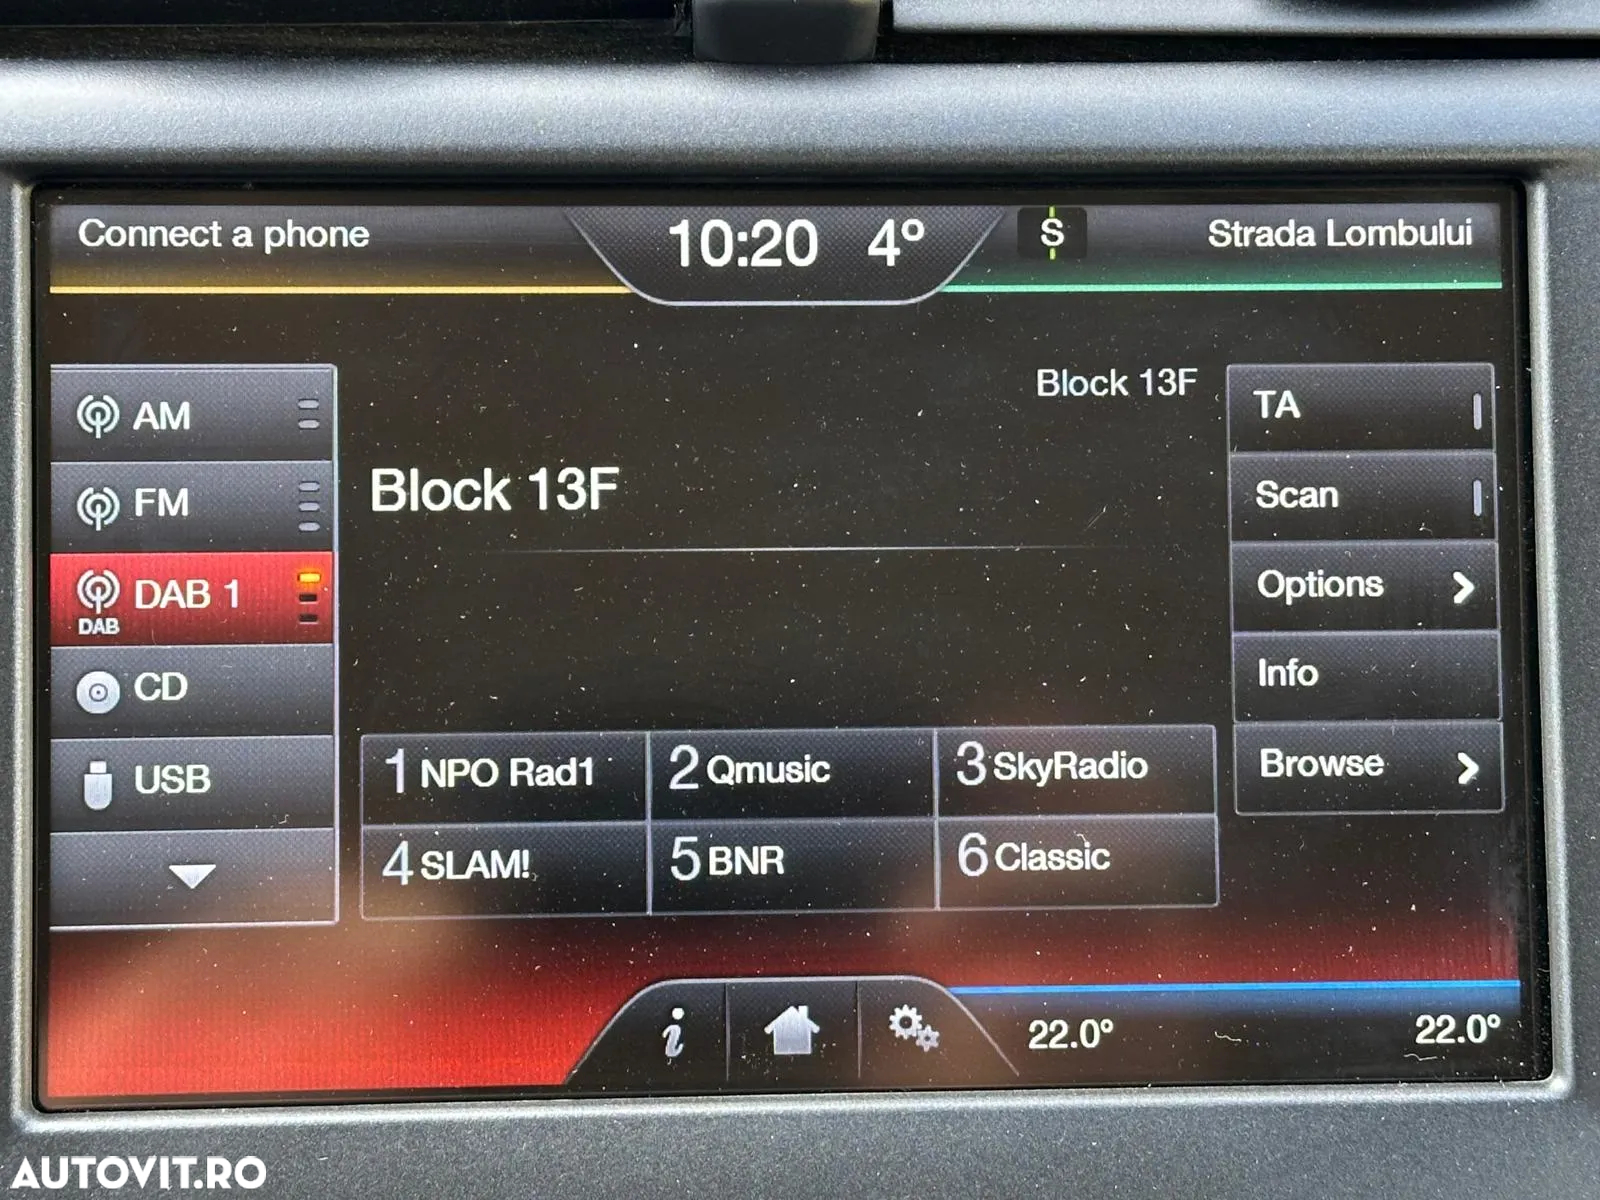 Connect a phone
10:20 4°
S
Strada Lombului
AM
FM
DAB 1
DAB
CD
USB
Block 13F
Block 13F
1 NPO Rad1
2 Qmusic
3 SkyRadio
4 SLAM!
5 BNR
6 Classic
TA
Scan
Options
Info
Browse
i
22.0°
22.0°
AUTOVIT.RO